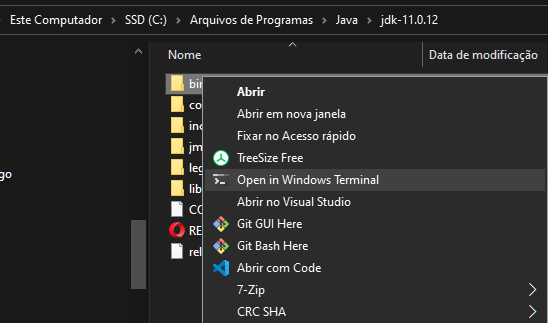 Este Computador > SSD (C:) > Arquivos de Programas > Java > jdk-11.0.12
Nome Data de modificação
bin
Abrir
co
Abrir em nova janela
inc
Fixar no Acesso rápido
jm
TreeSize Free
go
leg
Open in Windows Terminal
lib
Abrir no Visual Studio
CO
Git GUI Here
RE
Git Bash Here
rel
Abrir com Code
7-Zip
CRC SHA